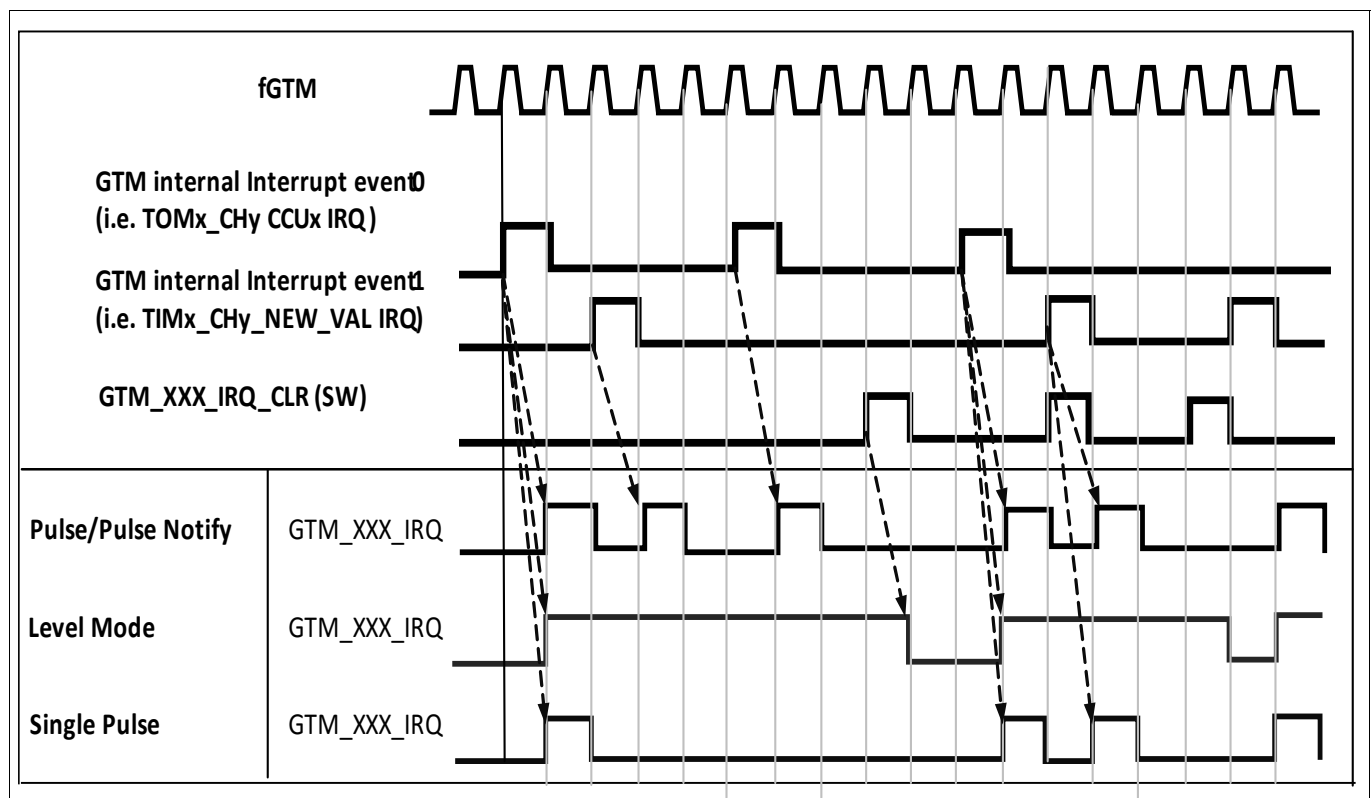 fGTM
GTM internal Interrupt event0
(i.e. TOMx_CHy CCUx IRQ )
GTM internal Interrupt event1
(i.e. TIMx_CHy_NEW_VAL IRQ)
GTM_XXX_IRQ_CLR (SW)
Pulse/Pulse Notify GTM_XXX_IRQ
Level Mode GTM_XXX_IRQ
Single Pulse GTM_XXX_IRQ